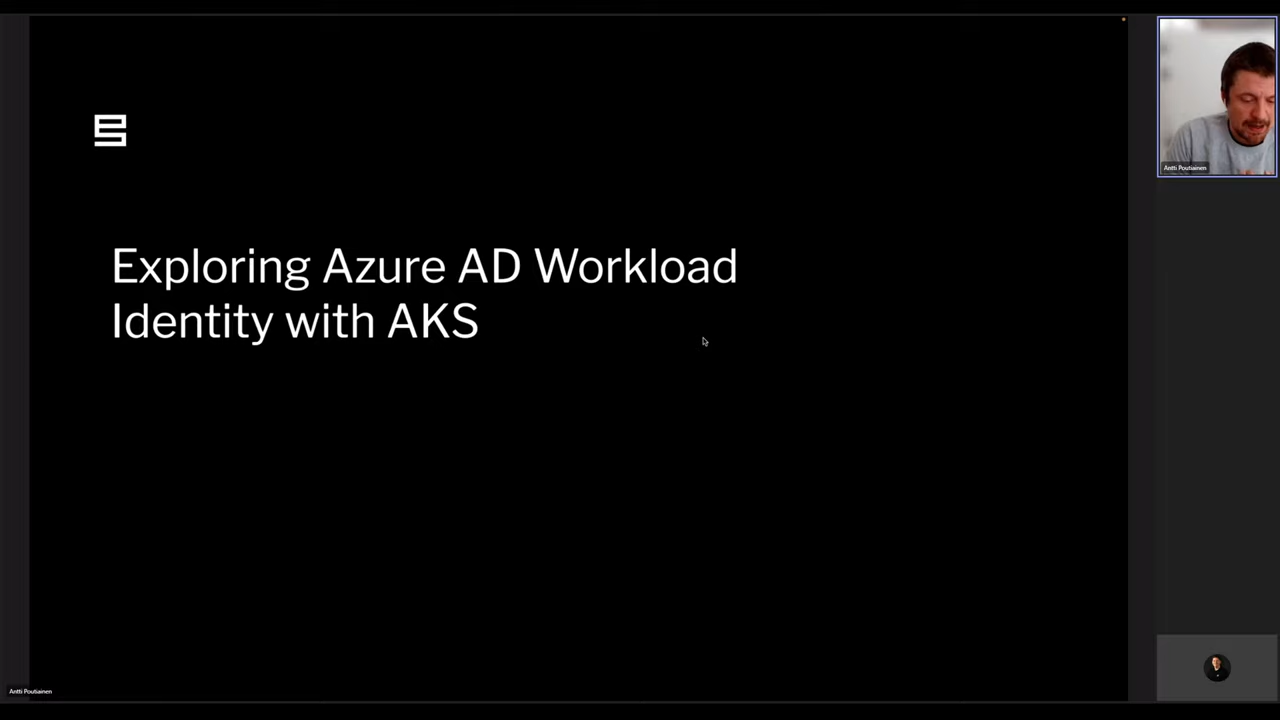 Exploring Azure AD Workload
Identity with AKS
Antti Poutiainen
Antti Poutiainen